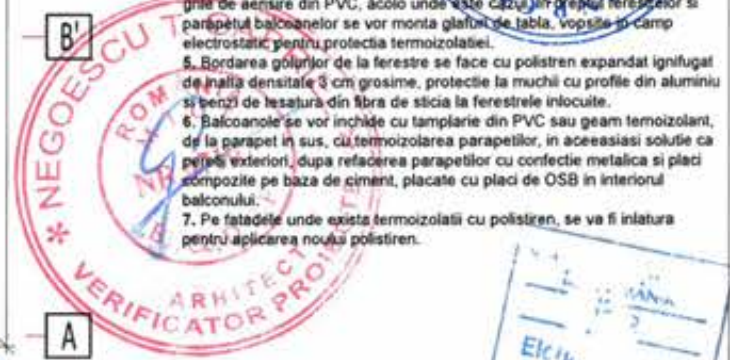 grile de aerisire din PVC, acolo unde este cazul in dreptul ferestrelor si
parapetul balcoanelor se vor monta glafuri de tabla, vopsite in camp
electrostatic pentru protectia termoizolatiei.
5. Bordarea golurilor de la ferestre se face cu polistren expandat ignifugat
de inalta densitate 3 cm grosime, protectie la muchii cu profile din aluminiu
si benzi de tesatura din fibra de sticla la ferestrele inlocuite.
6. Balcoanole se vor inchide cu tamplarie din PVC sau geam temoizolant,
de la parapet in sus, cu termoizolarea parapetilor, in aceeasiasi solutie ca
peretii exteriori, dupa refacerea parapetilor cu confectie metalica si placi
compozite pe baza de ciment, placate cu placi de OSB in interiorul
balconului.
7. Pe fatadele unde exista termoizolatii cu polistiren, se va fi inlatura
pentru aplicarea noului polistiren.
B'
A
NEGOESCU
* VERIFICATOR
ARHITECT
ROM